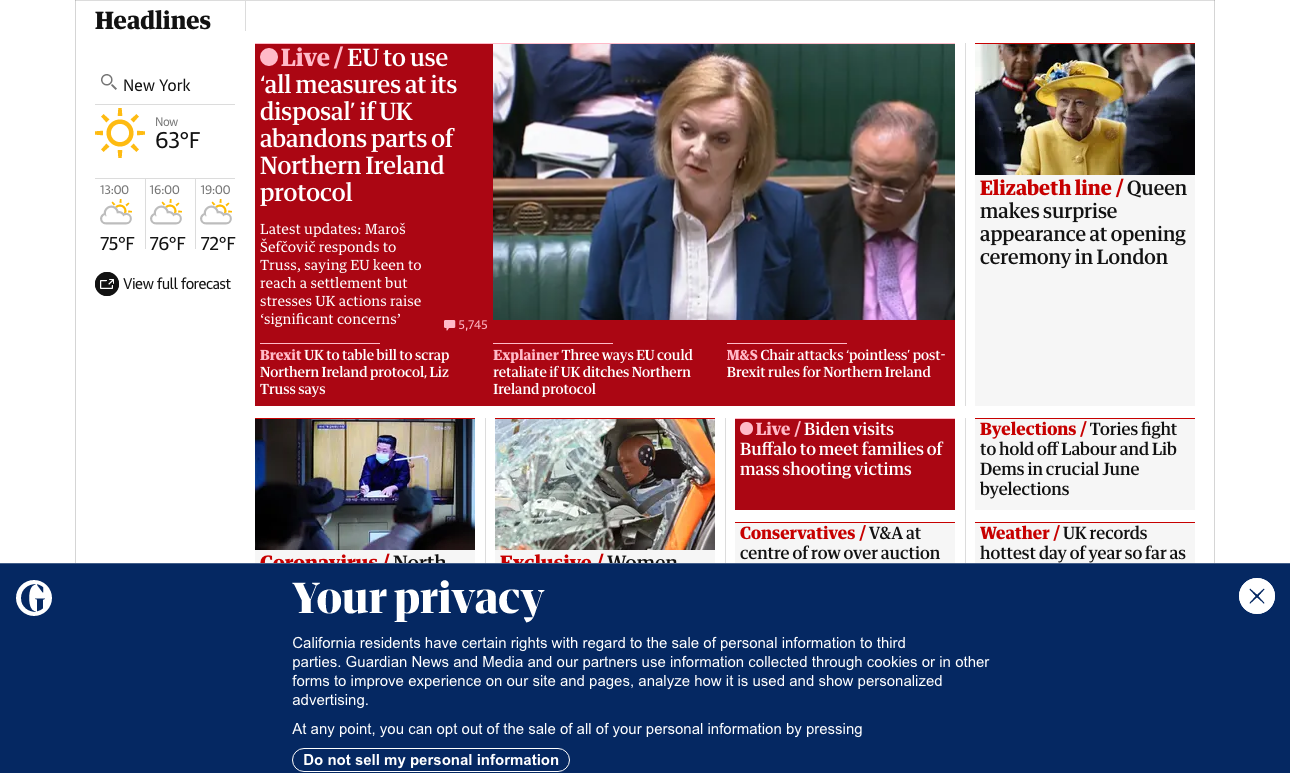 Headlines
New York
Now
63°F
13:00
16:00
19:00
75°F
76°F
72°F
View full forecast
Live / EU to use
‘all measures at its
disposal’ if UK
abandons parts of
Northern Ireland
protocol
Latest updates: Maroš
Šefčovič responds to
Truss, saying EU keen to
reach a settlement but
stresses UK actions raise
‘significant concerns’
5,745
Brexit UK to table bill to scrap
Northern Ireland protocol, Liz
Truss says
Explainer Three ways EU could
retaliate if UK ditches Northern
Ireland protocol
M&S Chair attacks ‘pointless’ post-
Brexit rules for Northern Ireland
Elizabeth line / Queen
makes surprise
appearance at opening
ceremony in London
Coronavirus / North
Exclusive / Women
Live / Biden visits
Buffalo to meet families of
mass shooting victims
Conservatives / V&A at
centre of row over auction
Byelections / Tories fight
to hold off Labour and Lib
Dems in crucial June
byelections
Weather / UK records
hottest day of year so far as
Your privacy
California residents have certain rights with regard to the sale of personal information to third
parties. Guardian News and Media and our partners use information collected through cookies or in other
forms to improve experience on our site and pages, analyze how it is used and show personalized
advertising.
At any point, you can opt out of the sale of all of your personal information by pressing
Do not sell my personal information